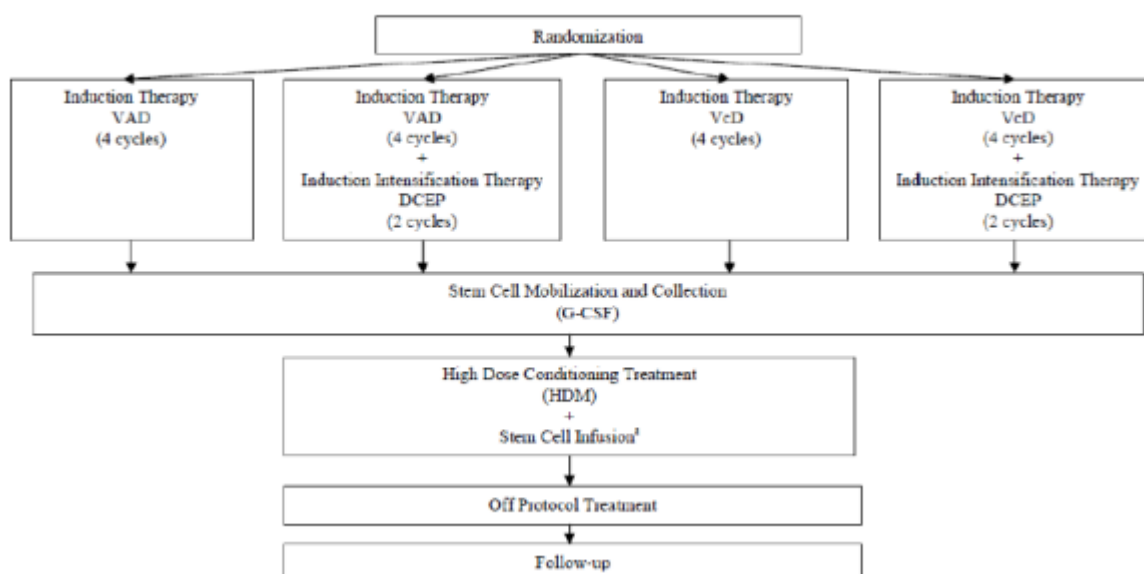 Randomization
Induction Therapy
VAD
(4 cycles)
Induction Therapy
VAD
(4 cycles)
+
Induction Intensification Therapy
DCEP
(2 cycles)
Induction Therapy
VcD
(4 cycles)
Induction Therapy
VcD
(4 cycles)
+
Induction Intensification Therapy
DCEP
(2 cycles)
Stem Cell Mobilization and Collection
(G-CSF)
High Dose Conditioning Treatment
(HDM)
+
Stem Cell Infusionª
Off Protocol Treatment
Follow-up